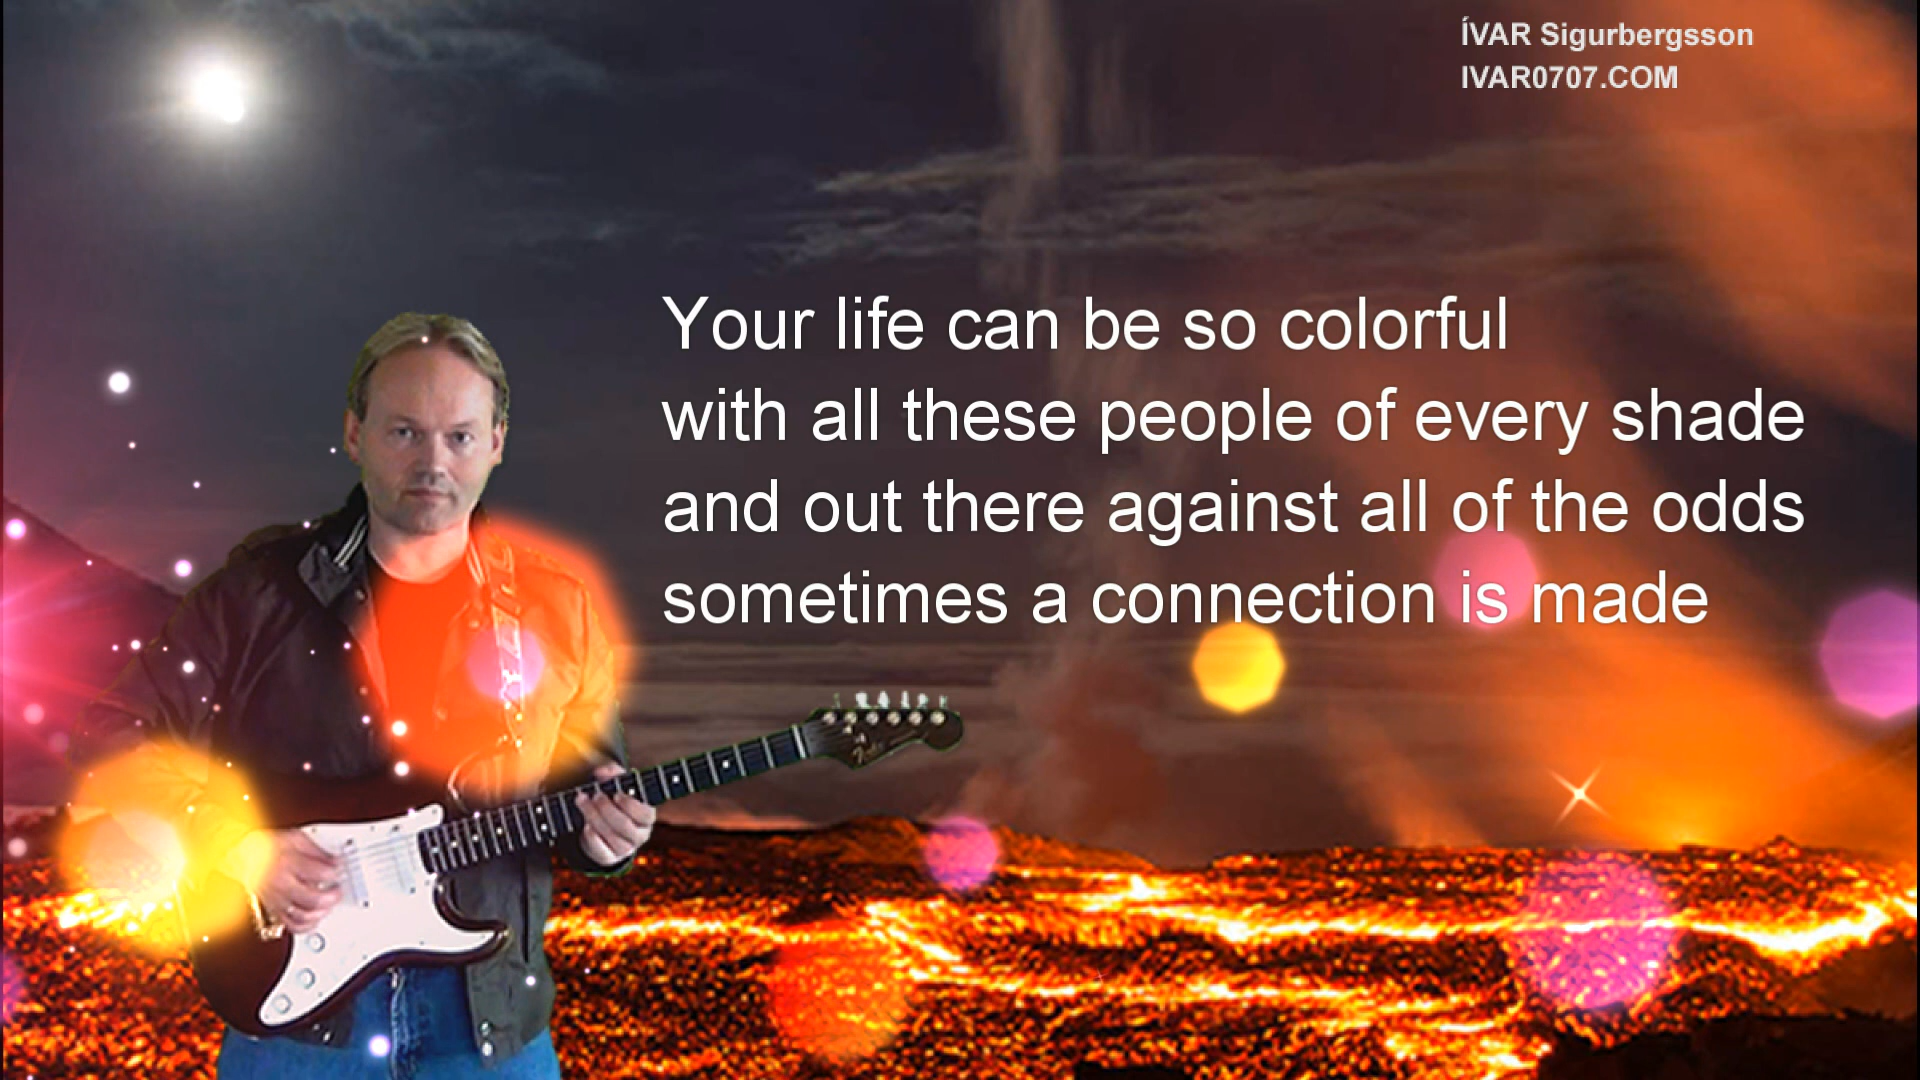 ÍVAR Sigurbergsson
IVAR0707.COM
Your life can be so colorful
with all these people of every shade
and out there against all of the odds
sometimes a connection is made